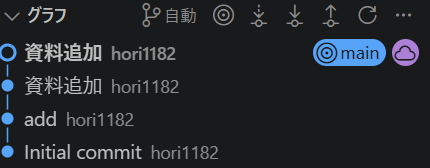 グラフ 自動
資料追加 hori1182 main
資料追加 hori1182
add hori1182
Initial commit hori1182